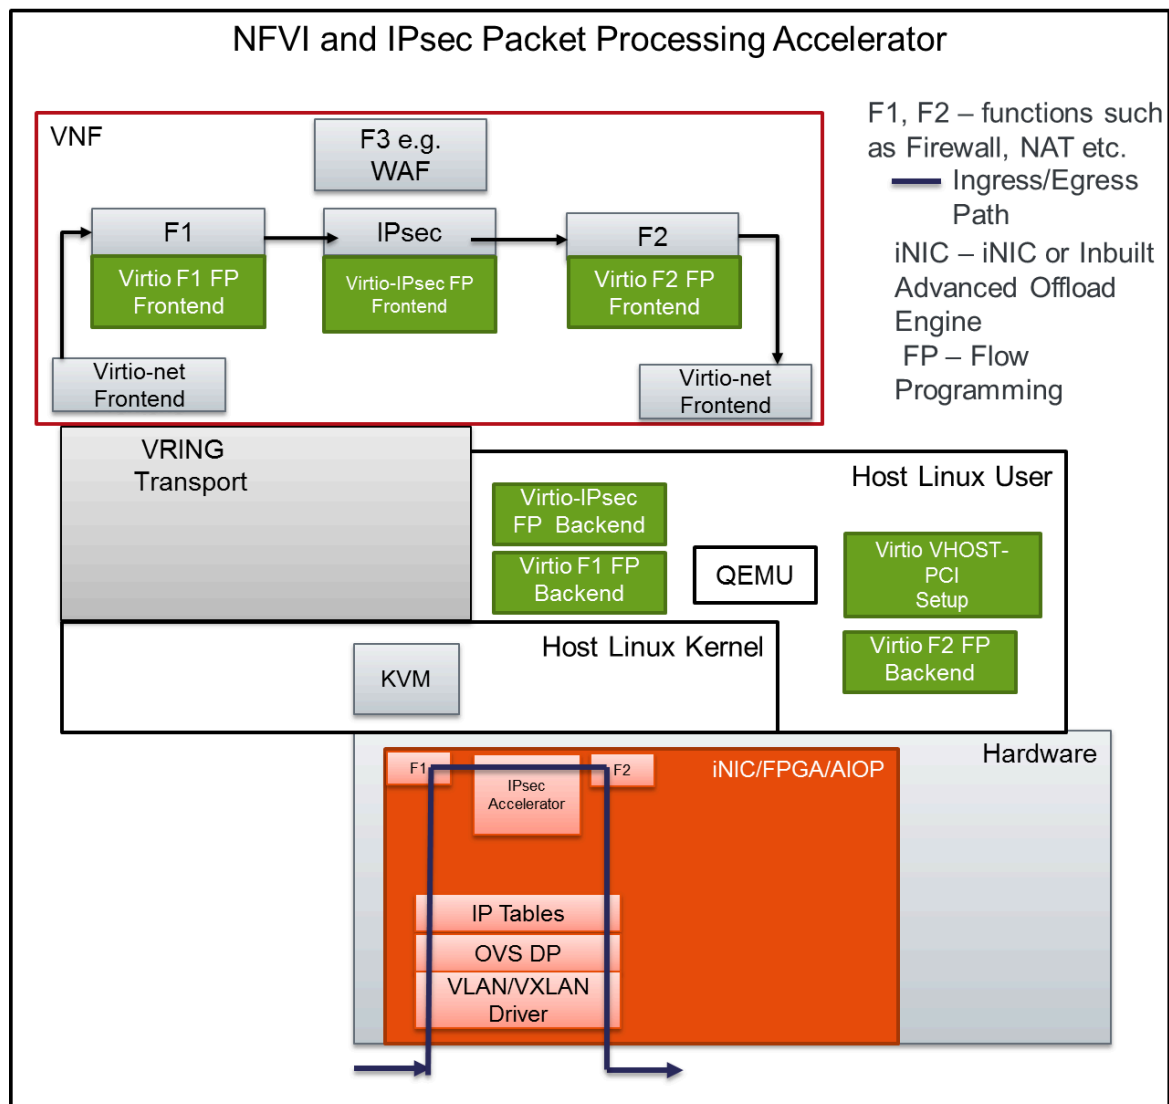 NFVI and IPsec Packet Processing Accelerator
F1, F2 – functions such
as Firewall, NAT etc.
Ingress/Egress
Path
iNIC – iNIC or Inbuilt
Advanced Offload
Engine
FP – Flow
Programming
VNF
F3 e.g.
WAF
F1
IPsec
F2
Virtio F1 FP
Frontend
Virtio-IPsec FP
Frontend
Virtio F2 FP
Frontend
Virtio-net
Frontend
Virtio-net
Frontend
VRING
Transport
Host Linux User
Virtio-IPsec
FP Backend
Virtio F1 FP
Backend
QEMU
Virtio VHOST-
PCI
Setup
Virtio F2 FP
Backend
Host Linux Kernel
KVM
Hardware
iNIC/FPGA/AIOP
F1
IPsec
Accelerator
F2
IP Tables
OVS DP
VLAN/VXLAN
Driver